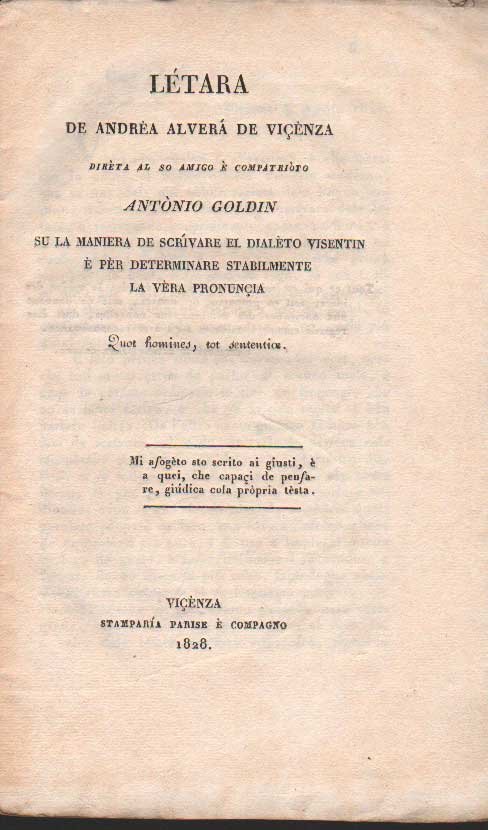 LÉTARA
DE ANDRÈA ALVERÁ DE VIÇÈNZA
DIRÈTA AL SO AMIGO È COMPATRIÒTO
ANTÒNIO GOLDIN
SU LA MANIERA DE SCRÍVARE EL DIALÈTO VISENTIN
È PÈR DETERMINARE STABILMENTE
LA VÈRA PRONUNÇIA
Quot homines, tot sententiæ.
Mi aſogèto sto scrito ai giusti, è
a quei, che capaçi de penſa-
re, giúdica cola pròpria tèsta.
VIÇÈNZA
STAMPARÍA PARISE È COMPAGNO
1828.